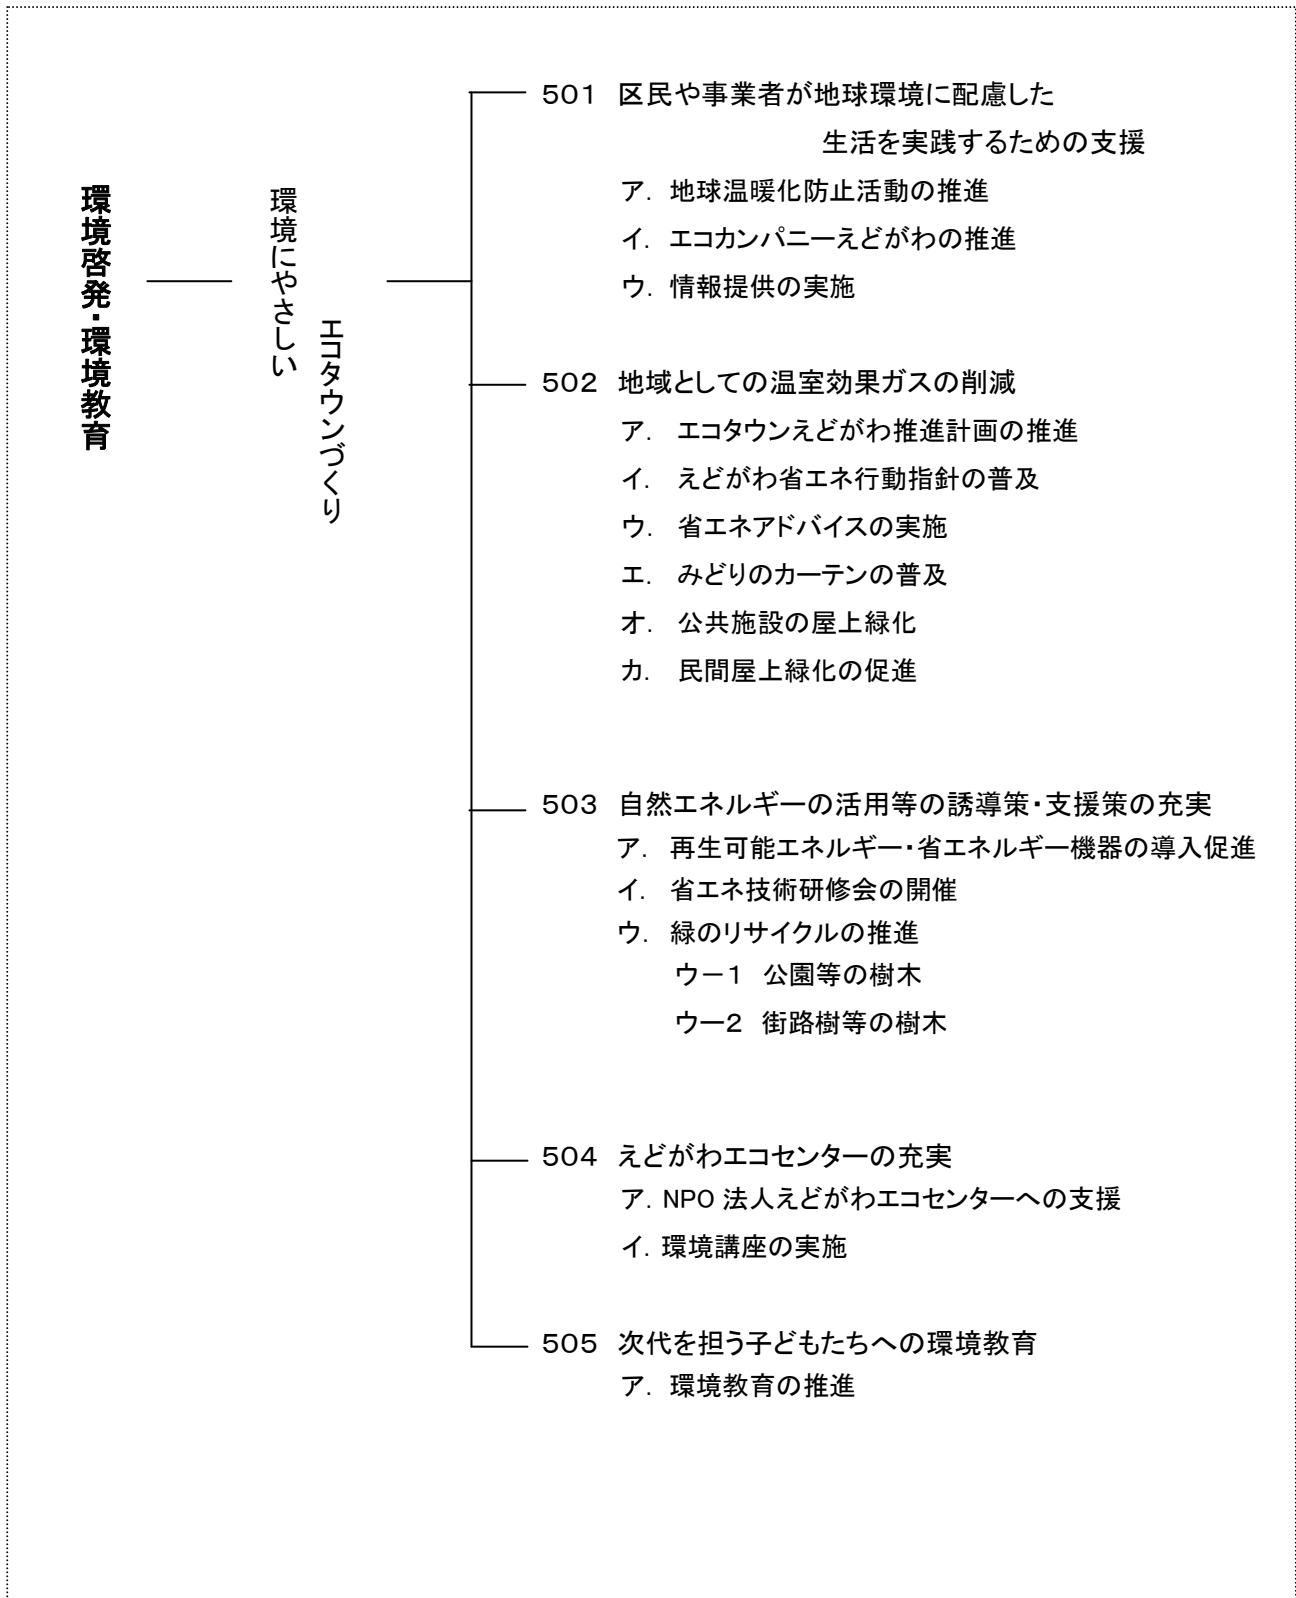 環境啓発・環境教育
環境にやさしい
エコタウンづくり
501 区民や事業者が地球環境に配慮した
生活を実践するための支援
ア. 地球温暖化防止活動の推進
イ. エコカンパニーえどがわの推進
ウ. 情報提供の実施
502 地域としての温室効果ガスの削減
ア. エコタウンえどがわ推進計画の推進
イ. えどがわ省エネ行動指針の普及
ウ. 省エネアドバイスの実施
エ. みどりのカーテンの普及
オ. 公共施設の屋上緑化
カ. 民間屋上緑化の促進
503 自然エネルギーの活用等の誘導策・支援策の充実
ア. 再生可能エネルギー・省エネルギー機器の導入促進
イ. 省エネ技術研修会の開催
ウ. 緑のリサイクルの推進
ウ－1 公園等の樹木
ウー2 街路樹等の樹木
504 えどがわエコセンターの充実
ア. NPO 法人えどがわエコセンターへの支援
イ. 環境講座の実施
505 次代を担う子どもたちへの環境教育
ア. 環境教育の推進